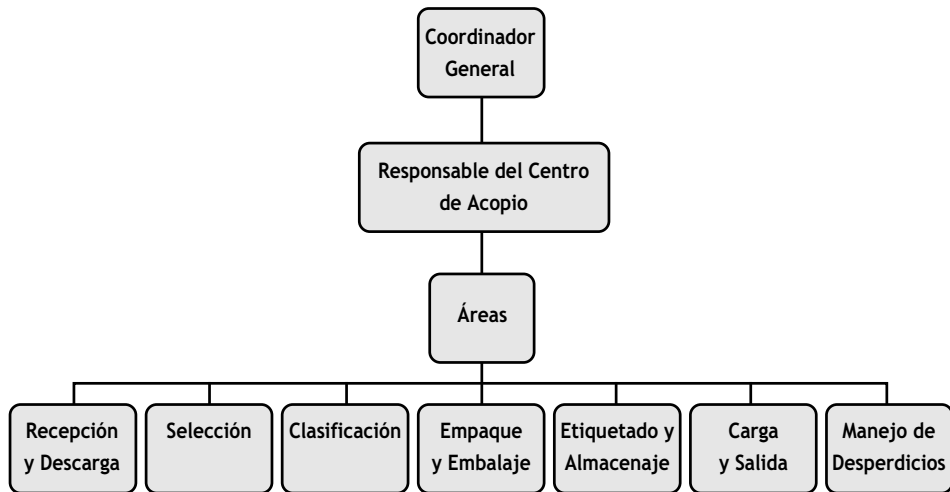 Coordinador
General
Responsable del Centro
de Acopio
Áreas
Recepción
y Descarga
Selección
Clasificación
Empaque
y Embalaje
Etiquetado y
Almacenaje
Carga
y Salida
Manejo de
Desperdicios